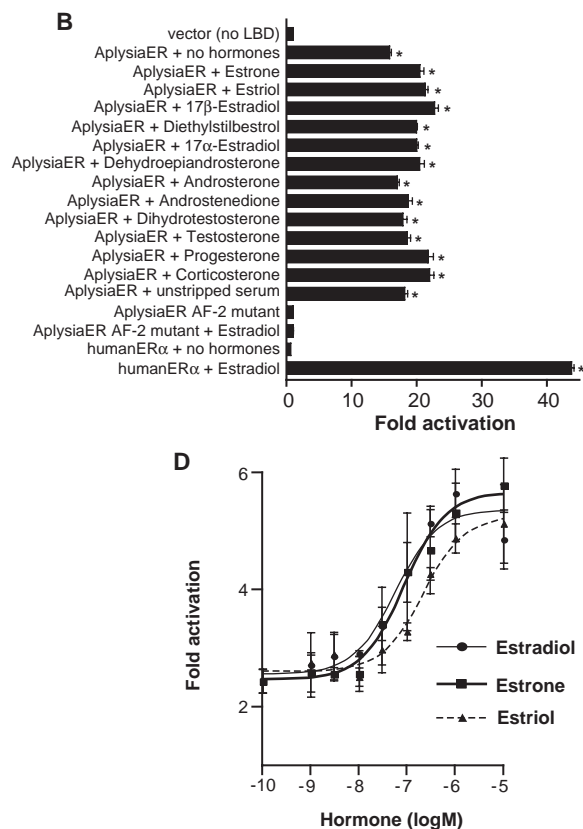 B
vector (no LBD)
AplysiaER + no hormones
AplysiaER + Estrone
AplysiaER + Estriol
AplysiaER + 17β-Estradiol
AplysiaER + Diethylstilbestrol
AplysiaER + 17α-Estradiol
AplysiaER + Dehydroepiandrosterone
AplysiaER + Androsterone
AplysiaER + Androstenedione
AplysiaER + Dihydrotestosterone
AplysiaER + Testosterone
AplysiaER + Progesterone
AplysiaER + Corticosterone
AplysiaER + unstripped serum
AplysiaER AF-2 mutant
AplysiaER AF-2 mutant + Estradiol
humanERα + no hormones
humanERα + Estradiol
* * * * * * * * * * * * * * *
0 10 20 30 40
Fold activation
D
6
4
2
Fold activation
Estradiol
Estrone
Estriol
-10 -9 -8 -7 -6 -5
Hormone (logM)